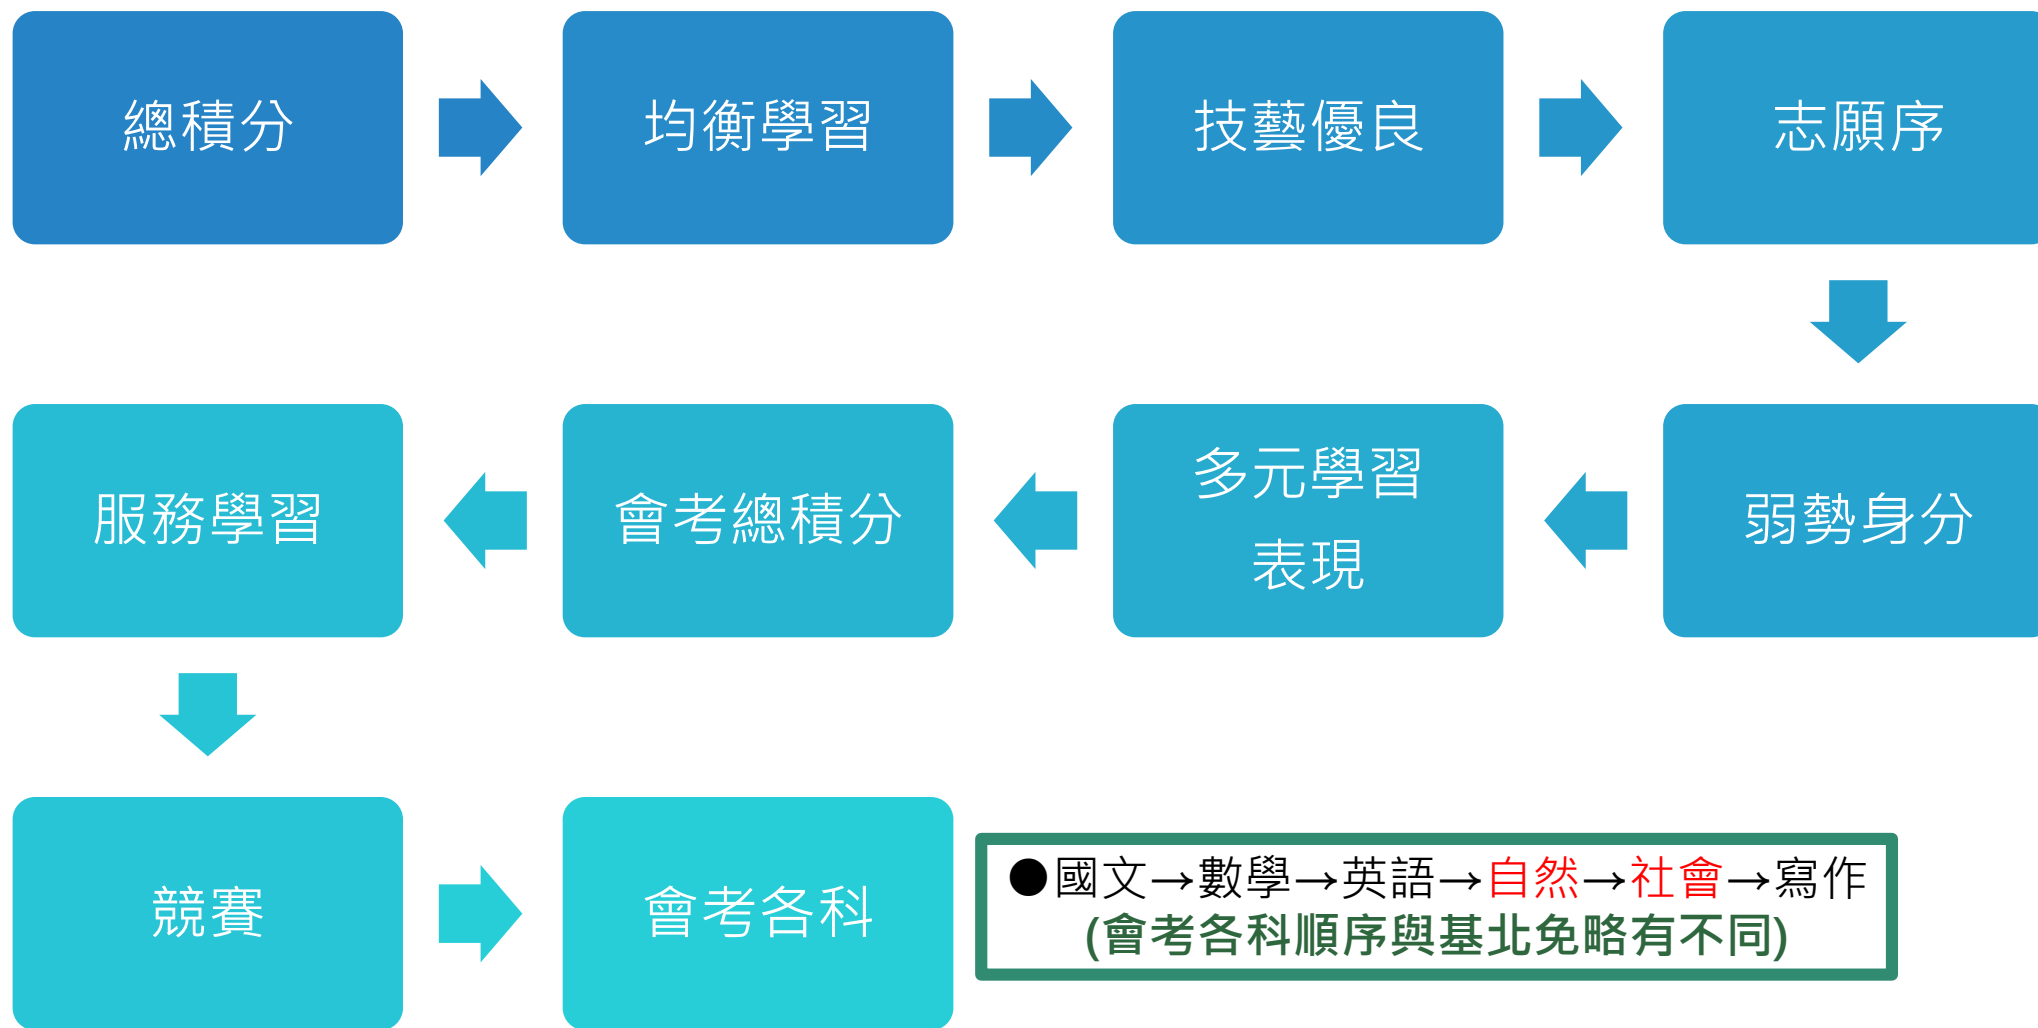 總積分
均衡學習
技藝優良
志願序
弱勢身分
多元學習
表現
會考總積分
服務學習
競賽
會考各科
●國文→數學→英語→自然→社會→寫作
(會考各科順序與基北免略有不同)